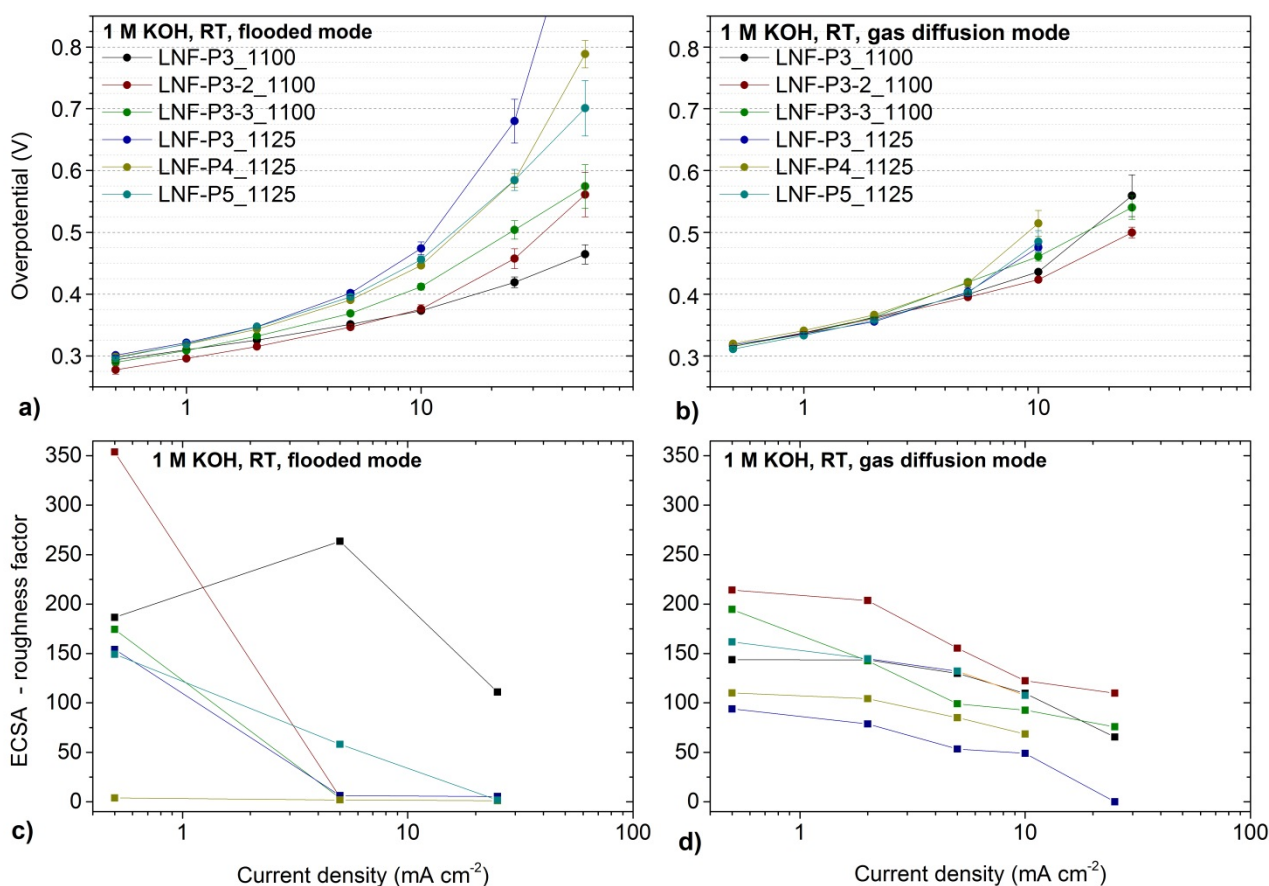 1 M KOH, RT, flooded mode
LNF-P3_1100
LNF-P3-2_1100
LNF-P3-3_1100
LNF-P3_1125
LNF-P4_1125
LNF-P5_1125
0.8
0.7
0.6
0.5
0.4
0.3
Overpotential (V)
1
10
a)
1 M KOH, RT, gas diffusion mode
LNF-P3_1100
LNF-P3-2_1100
LNF-P3-3_1100
LNF-P3_1125
LNF-P4_1125
LNF-P5_1125
0.8
0.7
0.6
0.5
0.4
0.3
1
10
b)
1 M KOH, RT, flooded mode
350
300
250
200
150
100
50
0
ECSA - roughness factor
1
10
100
c)
Current density (mA cm⁻²)
1 M KOH, RT, gas diffusion mode
350
300
250
200
150
100
50
0
1
10
100
d)
Current density (mA cm⁻²)